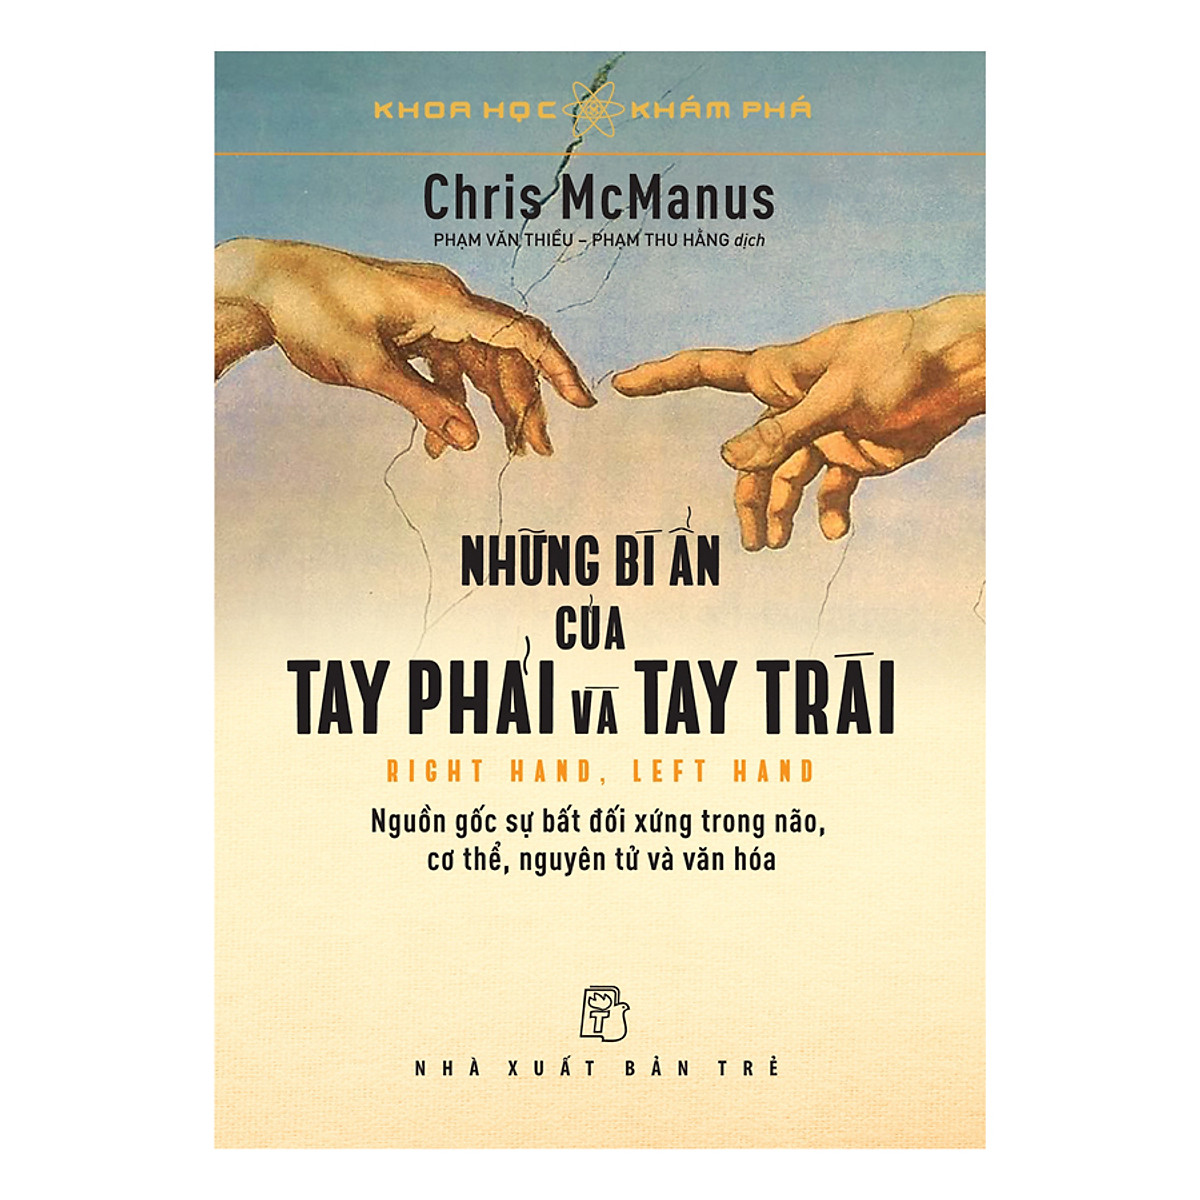 KHOA HỌC KHÁM PHÁ
Chris McManus
PHẠM VĂN THIỀU – PHẠM THU HẰNG dịch
NHỮNG BÍ ẨN
CỦA
TAY PHẢI VÀ TAY TRÁI
RIGHT HAND, LEFT HAND
Nguồn gốc sự bất đối xứng trong não,
cơ thể, nguyên tử và văn hóa
T
NHÀ XUẤT BẢN TRẺ